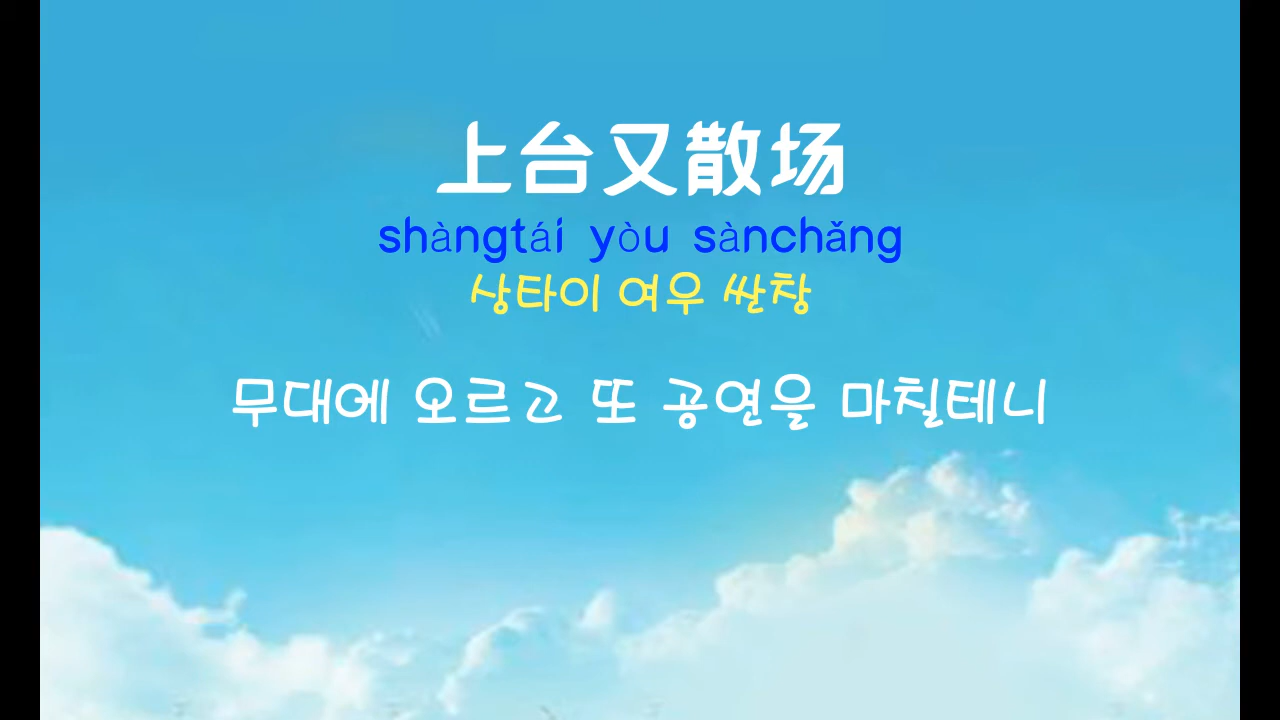 上台又散场
shàngtái yòu sànchǎng
상타이 여우 싼창
무대에 오르고 또 공연을 마칠테니